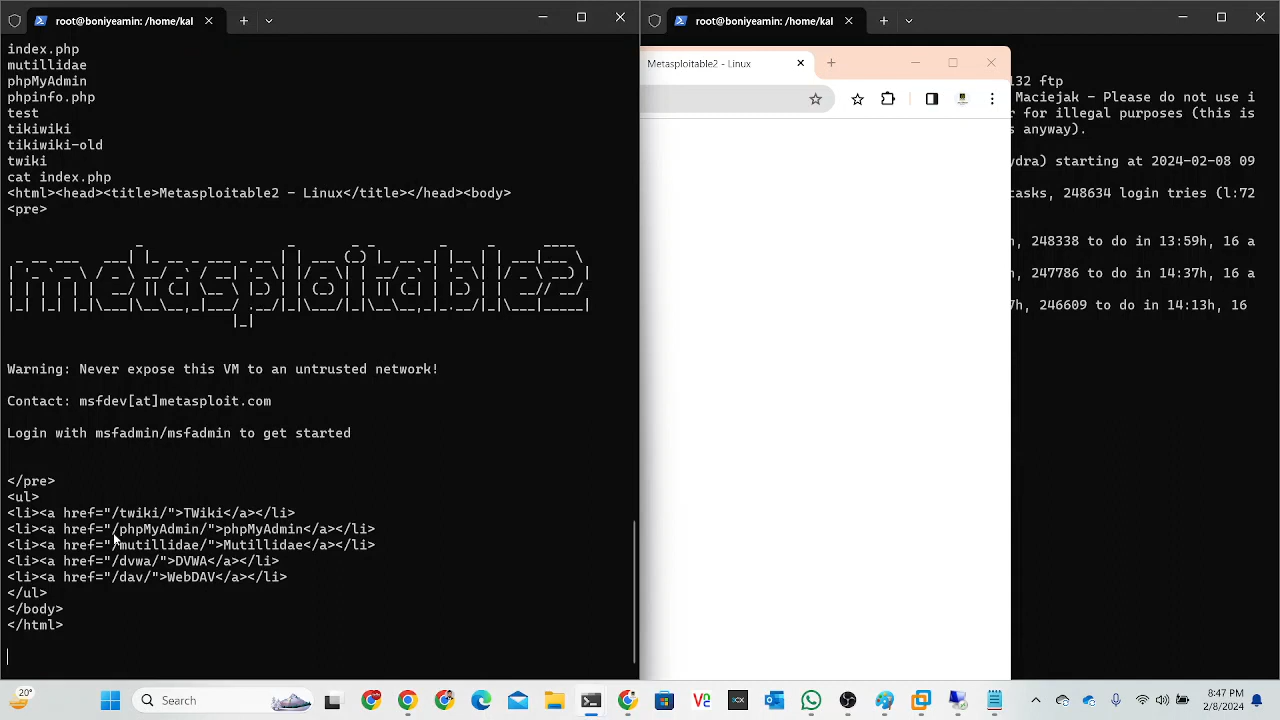 root@boniyeamin: /home/kal
index.php
mutillidae
phpMyAdmin
phpinfo.php
test
tikiwiki
tikiwiki-old
twiki
cat index.php
<html><head><title>Metasploitable2 - Linux</title></head><body>
<pre>
metasploitable2
Warning: Never expose this VM to an untrusted network!
Contact: msfdev[at]metasploit.com
Login with msfadmin/msfadmin to get started
</pre>
<ul>
<li><a href="/twiki/">TWiki</a></li>
<li><a href="/phpMyAdmin/">phpMyAdmin</a></li>
<li><a href="/mutillidae/">Mutillidae</a></li>
<li><a href="/dvwa/">DVWA</a></li>
<li><a href="/dav/">WebDAV</a></li>
</ul>
</body>
</html>
root@boniyeamin: /home/kal
Metasploitable2 - Linux
132 ftp
Maciejak - Please do not use i
r for illegal purposes (this is
s anyway).
ydra) starting at 2024-02-08 09
tasks, 248634 login tries (l:72
h, 248338 to do in 13:59h, 16 a
h, 247786 to do in 14:37h, 16 a
7h, 246609 to do in 14:13h, 16
20°
Search
8:47 PM
2/8/2024